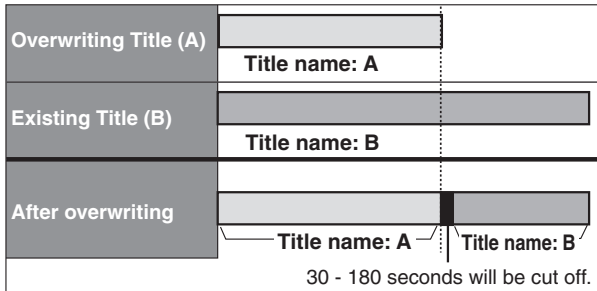 Overwriting Title (A)
Title name: A
Existing Title (B)
Title name: B
After overwriting
Title name: A
Title name: B
30 - 180 seconds will be cut off.